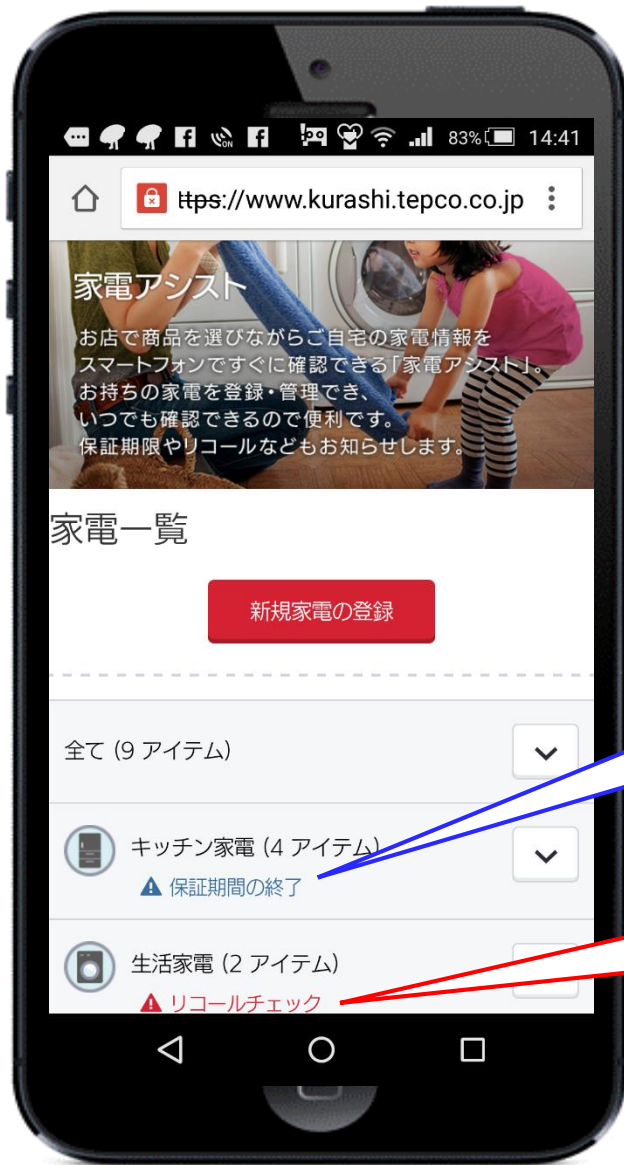 83% 14:41
ttps://www.kurashi.tepco.co.jp
家電アシスト
お店で商品を選びながらご自宅の家電情報を
スマートフォンですぐに確認できる「家電アシスト」。
お持ちの家電を登録・管理でき、
いつでも確認できるので便利です。
保証期限やリコールなどもお知らせします。
家電一覧
新規家電の登録
全て (9 アイテム)
キッチン家電 (4 アイテム)
保証期間の終了
生活家電 (2 アイテム)
リコールチェック